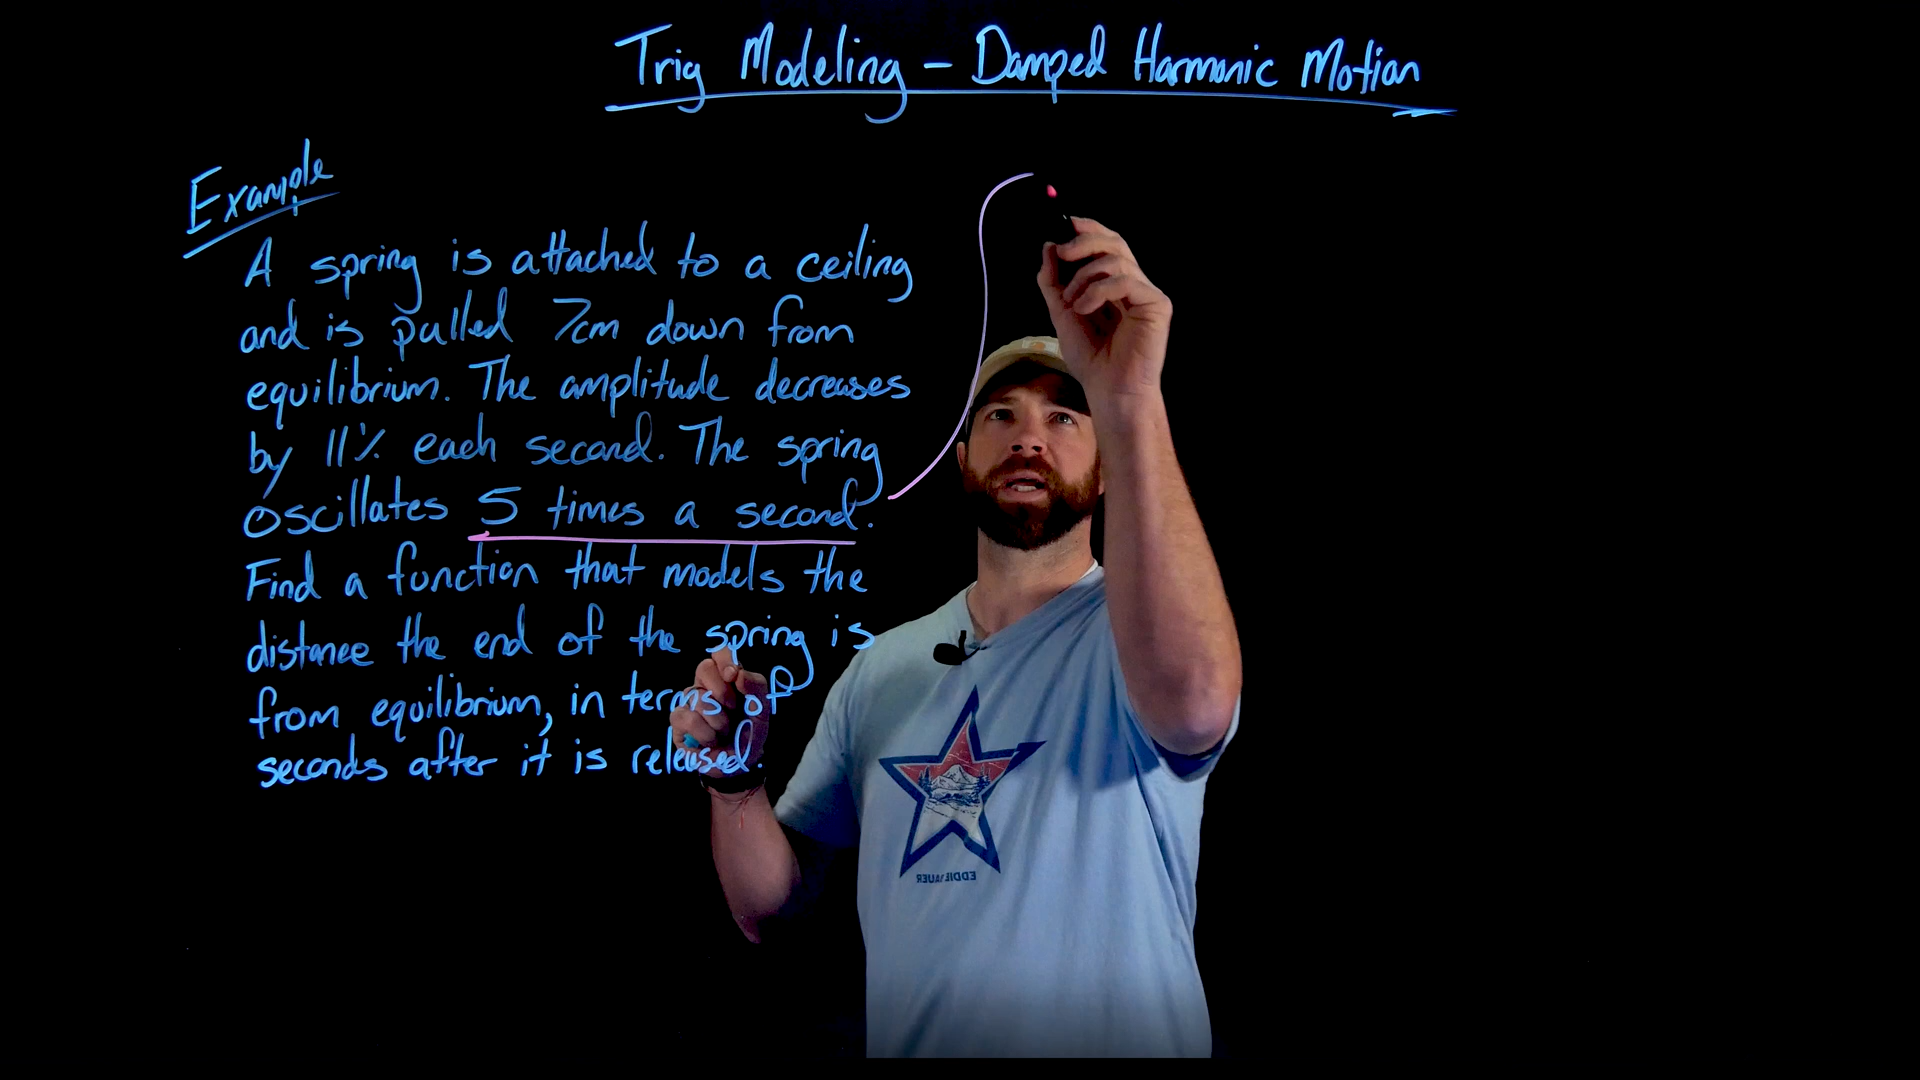 Trig Modeling - Damped Harmonic Motion
Example
A spring is attached to a ceiling
and is pulled 7cm down from
equilibrium. The amplitude decreases
by 11% each second. The spring
oscillates 5 times a second.
Find a function that models the
distance the end of the spring is
from equilibrium, in terms of
seconds after it is released.
EDDIE BAUER